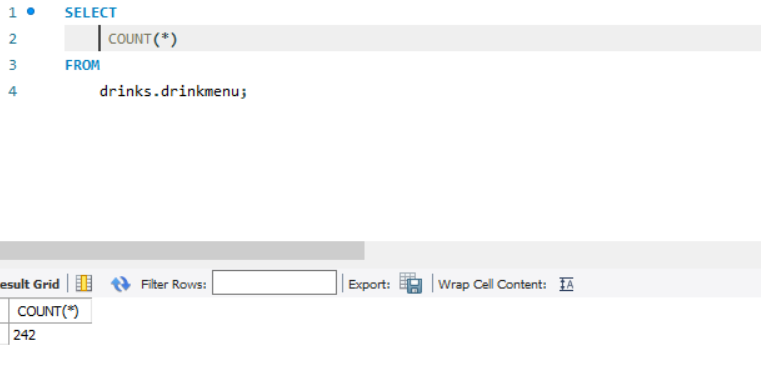 1 SELECT
2 COUNT(*)
3 FROM
4 drinks.drinkmenu;
esult Grid Filter Rows: Export: Wrap Cell Content: IA
COUNT(*)
242